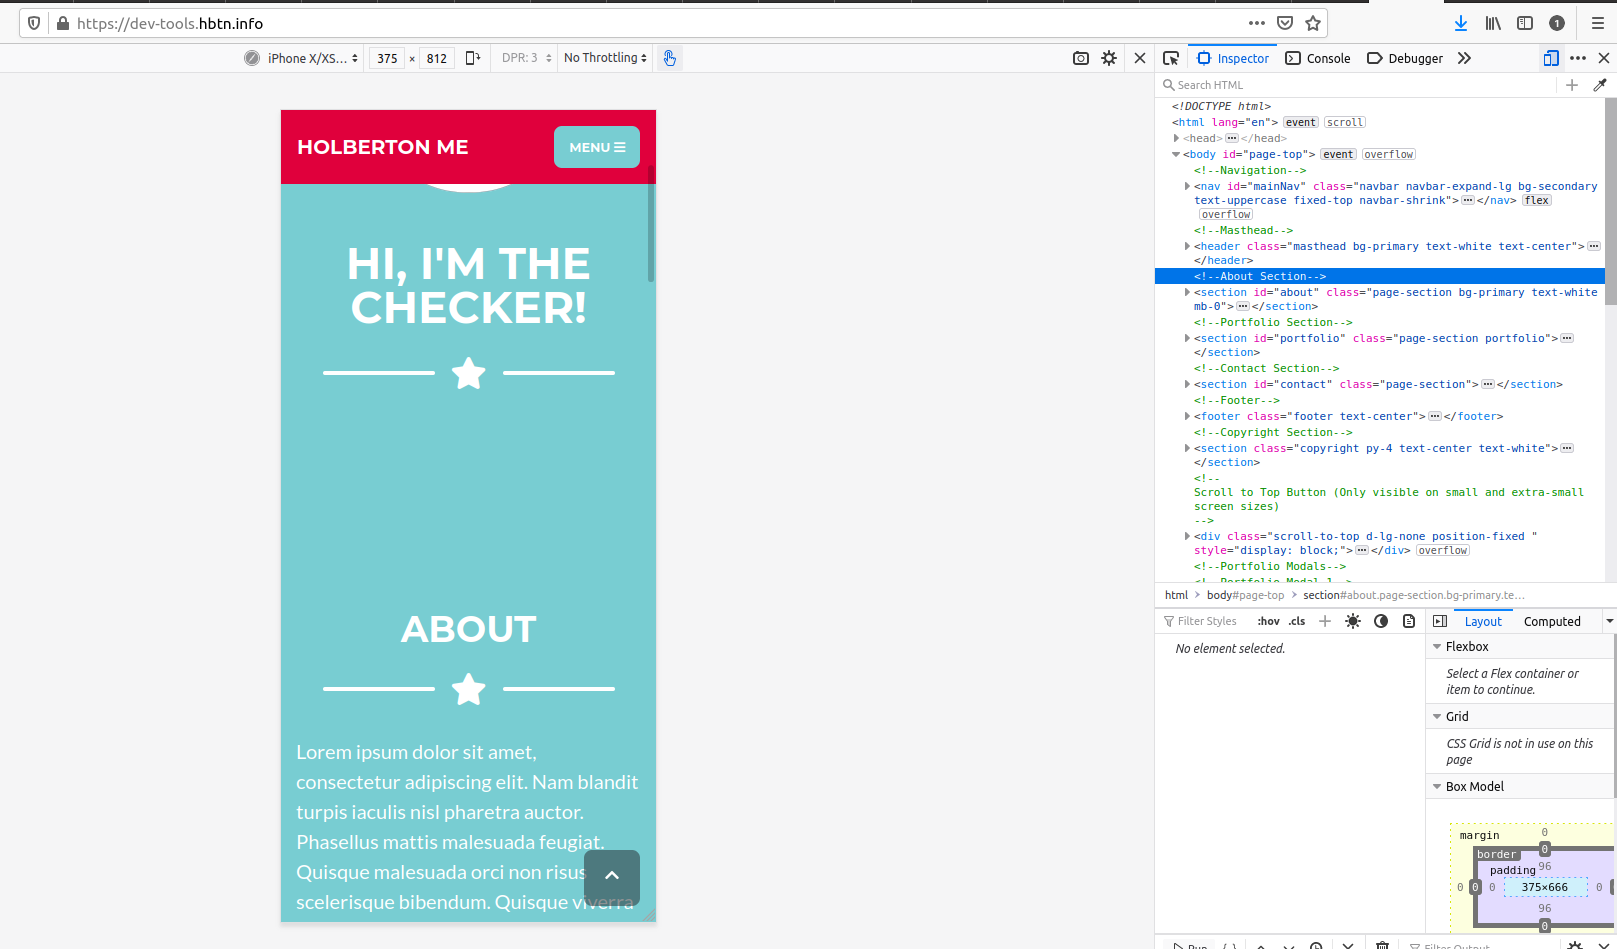 https://dev-tools.hbtn.info
1
iPhone X/XS...
375 × 812
DPR: 3
No Throttling
Inspector
Console
Debugger
Search HTML
HOLBERTON ME
MENU
HI, I'M THE
CHECKER!
ABOUT
Lorem ipsum dolor sit amet,
consectetur adipiscing elit. Nam blandit
turpis iaculis nisl pharetra auctor.
Phasellus mattis malesuada feugiat.
Quisque malesuada orci non risus
scelerisque bibendum. Quisque viverra
<!DOCTYPE html>
<html lang="en"> event scroll
<head> ••• </head>
<body id="page-top"> event overflow
<!--Navigation-->
<nav id="mainNav" class="navbar navbar-expand-lg bg-secondary
text-uppercase fixed-top navbar-shrink"> ••• </nav> flex
overflow
<!--Masthead-->
<header class="masthead bg-primary text-white text-center"> •••
</header>
<!--About Section-->
<section id="about" class="page-section bg-primary text-white
mb-0"> ••• </section>
<!--Portfolio Section-->
<section id="portfolio" class="page-section portfolio"> •••
</section>
<!--Contact Section-->
<section id="contact" class="page-section"> ••• </section>
<!--Footer-->
<footer class="footer text-center"> ••• </footer>
<!--Copyright Section-->
<section class="copyright py-4 text-center text-white"> •••
</section>
<!--
Scroll to Top Button (Only visible on small and extra-small
screen sizes)
-->
<div class="scroll-to-top d-lg-none position-fixed "
style="display: block;"> ••• </div> overflow
<!--Portfolio Modals-->
<!--Portfolio Modal 1-->
html > body#page-top > section#about.page-section.bg-primary.te...
Filter Styles
:hov .cls
Layout
Computed
No element selected.
Flexbox
Select a Flex container or
item to continue.
Grid
CSS Grid is not in use on this
page
Box Model
margin 0
border 0
padding 96
0 0 0 375×666 0
96
0
Run
Filter Output